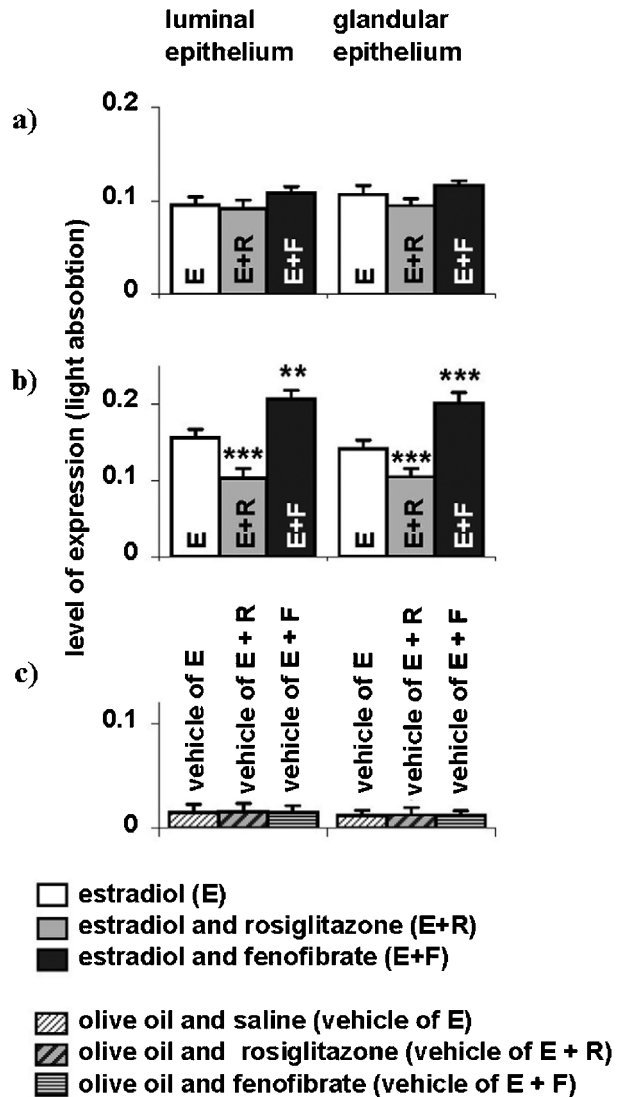 luminal epithelium
glandular epithelium
level of expression (light absobtion)
a)
0.2
0.1
0
E
E+R
E+F
E
E+R
E+F
b)
0.2
0.1
0
**
***
***
***
E
E+R
E+F
E
E+R
E+F
c)
0.1
0
vehicle of E
vehicle of E + R
vehicle of E + F
vehicle of E
vehicle of E + R
vehicle of E + F
estradiol (E)
estradiol and rosiglitazone (E+R)
estradiol and fenofibrate (E+F)
olive oil and saline (vehicle of E)
olive oil and rosiglitazone (vehicle of E + R)
olive oil and fenofibrate (vehicle of E + F)